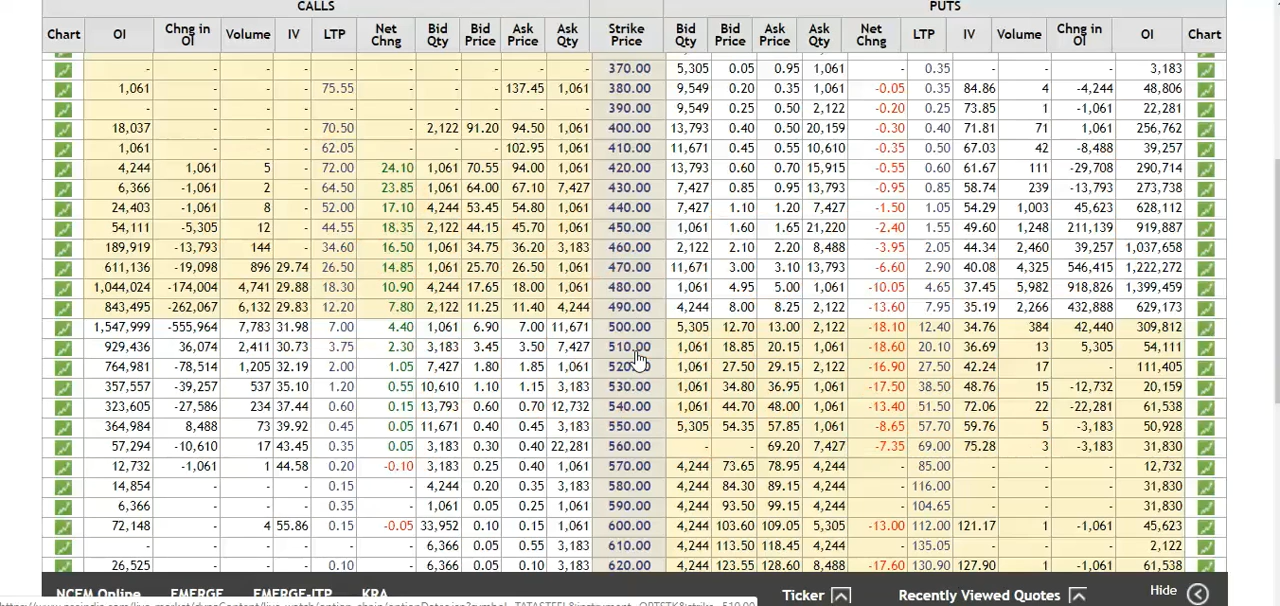 CALLS PUTS
Chart OI Chng in OI Volume IV LTP Net Chng Bid Qty Bid Price Ask Price Ask Qty Strike Price Bid Qty Bid Price Ask Price Ask Qty Net Chng LTP IV Volume Chng in OI OI Chart
- - - - - - - - - - 370.00 5,305 0.05 0.95 1,061 - 0.35 - - - 3,183
1,061 - - - 75.55 - - - 137.45 1,061 380.00 9,549 0.20 0.35 1,061 -0.05 0.35 84.86 4 -4,244 48,806
- - - - - - - - - - 390.00 9,549 0.25 0.50 2,122 -0.20 0.25 73.85 1 -1,061 22,281
18,037 - - - 70.50 - 2,122 91.20 94.50 1,061 400.00 13,793 0.40 0.50 20,159 -0.30 0.40 71.81 71 1,061 256,762
1,061 - - - 62.05 - - - 102.95 1,061 410.00 11,671 0.45 0.55 10,610 -0.35 0.50 67.03 42 -8,488 39,257
4,244 1,061 5 - 72.00 24.10 1,061 70.55 94.00 1,061 420.00 13,793 0.60 0.70 15,915 -0.55 0.60 61.67 111 -29,708 290,714
6,366 -1,061 2 - 64.50 23.85 1,061 64.00 67.10 7,427 430.00 7,427 0.85 0.95 13,793 -0.95 0.85 58.74 239 -13,793 273,738
24,403 -1,061 8 - 52.00 17.10 4,244 53.45 54.80 1,061 440.00 7,427 1.10 1.20 7,427 -1.50 1.05 54.29 1,003 45,623 628,112
54,111 -5,305 12 - 44.55 18.35 2,122 44.15 45.70 1,061 450.00 1,061 1.60 1.65 21,220 -2.40 1.55 49.60 1,248 211,139 919,887
189,919 -13,793 144 - 34.60 16.50 1,061 34.75 36.20 3,183 460.00 2,122 2.10 2.20 8,488 -3.95 2.05 44.34 2,460 39,257 1,037,658
611,136 -19,098 896 29.74 26.50 14.85 1,061 25.70 26.50 1,061 470.00 11,671 3.00 3.10 13,793 -6.60 2.90 40.08 4,325 546,415 1,222,272
1,044,024 -174,004 4,741 29.88 18.30 10.90 4,244 17.65 18.00 1,061 480.00 1,061 4.95 5.00 1,061 -10.05 4.65 37.45 5,982 918,826 1,399,459
843,495 -262,067 6,132 29.83 12.20 7.80 2,122 11.25 11.40 4,244 490.00 4,244 8.00 8.25 2,122 -13.60 7.95 35.19 2,266 432,888 629,173
1,547,999 -555,964 7,783 31.98 7.00 4.40 1,061 6.90 7.00 11,671 500.00 5,305 12.70 13.00 2,122 -18.10 12.40 34.76 384 42,440 309,812
929,436 36,074 2,411 30.73 3.75 2.30 3,183 3.45 3.50 7,427 510.00 1,061 18.85 20.15 1,061 -18.60 20.10 36.69 13 5,305 54,111
764,981 -78,514 1,205 32.19 2.00 1.05 7,427 1.80 1.85 1,061 1,061 27.50 29.15 2,122 -16.90 27.50 42.24 17 - 111,405
357,557 -39,257 537 35.10 1.20 0.55 10,610 1.10 1.15 3,183 530.00 1,061 34.80 36.95 1,061 -17.50 38.50 48.76 15 -12,732 20,159
323,605 -27,586 234 37.44 0.60 0.15 13,793 0.60 0.70 12,732 540.00 1,061 44.70 48.00 1,061 -13.40 51.50 72.06 22 -22,281 61,538
364,984 8,488 73 39.92 0.45 0.05 11,671 0.40 0.45 3,183 550.00 5,305 54.35 57.85 1,061 -8.65 57.70 59.76 5 -3,183 50,928
57,294 -10,610 17 43.45 0.35 0.05 3,183 0.30 0.40 22,281 560.00 - - 69.20 7,427 -7.35 69.00 75.28 3 -3,183 31,830
12,732 -1,061 1 44.58 0.20 -0.10 3,183 0.25 0.40 1,061 570.00 4,244 73.65 78.95 4,244 - 85.00 - - - 12,732
14,854 - - - 0.15 - 4,244 0.20 0.35 3,183 580.00 4,244 84.30 89.15 4,244 - 116.00 - - - 31,830
6,366 - - - 0.35 - 1,061 0.05 0.25 1,061 590.00 4,244 93.50 99.15 4,244 - 104.65 - - - 31,830
72,148 - 4 55.86 0.15 -0.05 33,952 0.10 0.15 1,061 600.00 4,244 103.60 109.05 5,305 -13.00 112.00 121.17 1 -1,061 45,623
- - - - - - 6,366 0.05 0.55 3,183 610.00 4,244 113.50 118.45 4,244 - 135.05 - - - 2,122
26,525 - - - 0.10 - 6,366 0.05 0.30 3,183 620.00 4,244 123.55 128.60 8,488 -17.60 130.90 127.90 1 -1,061 61,538
NCFM Online EMERGE EMERGE-ITP KRA Ticker Recently Viewed Quotes Hide